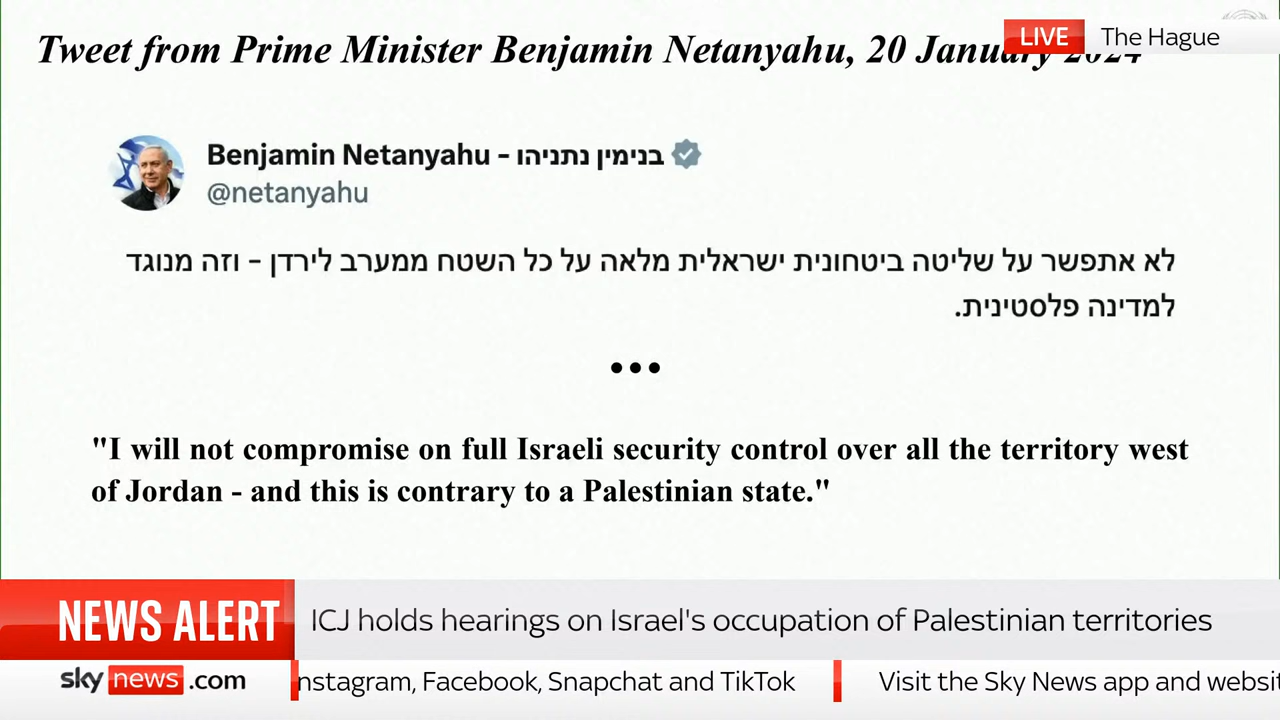 Tweet from Prime Minister Benjamin Netanyahu, 20 January 2024
LIVE The Hague
Benjamin Netanyahu - בנימין נתניהו
@netanyahu
לא אתפשר על שליטה ביטחונית ישראלית מלאה על כל השטח ממערב לירדן - וזה מנוגד
למדינה פלסטינית.
"I will not compromise on full Israeli security control over all the territory west
of Jordan - and this is contrary to a Palestinian state."
NEWS ALERT ICJ holds hearings on Israel's occupation of Palestinian territories
sky news.com nstagram, Facebook, Snapchat and TikTok Visit the Sky News app and websit